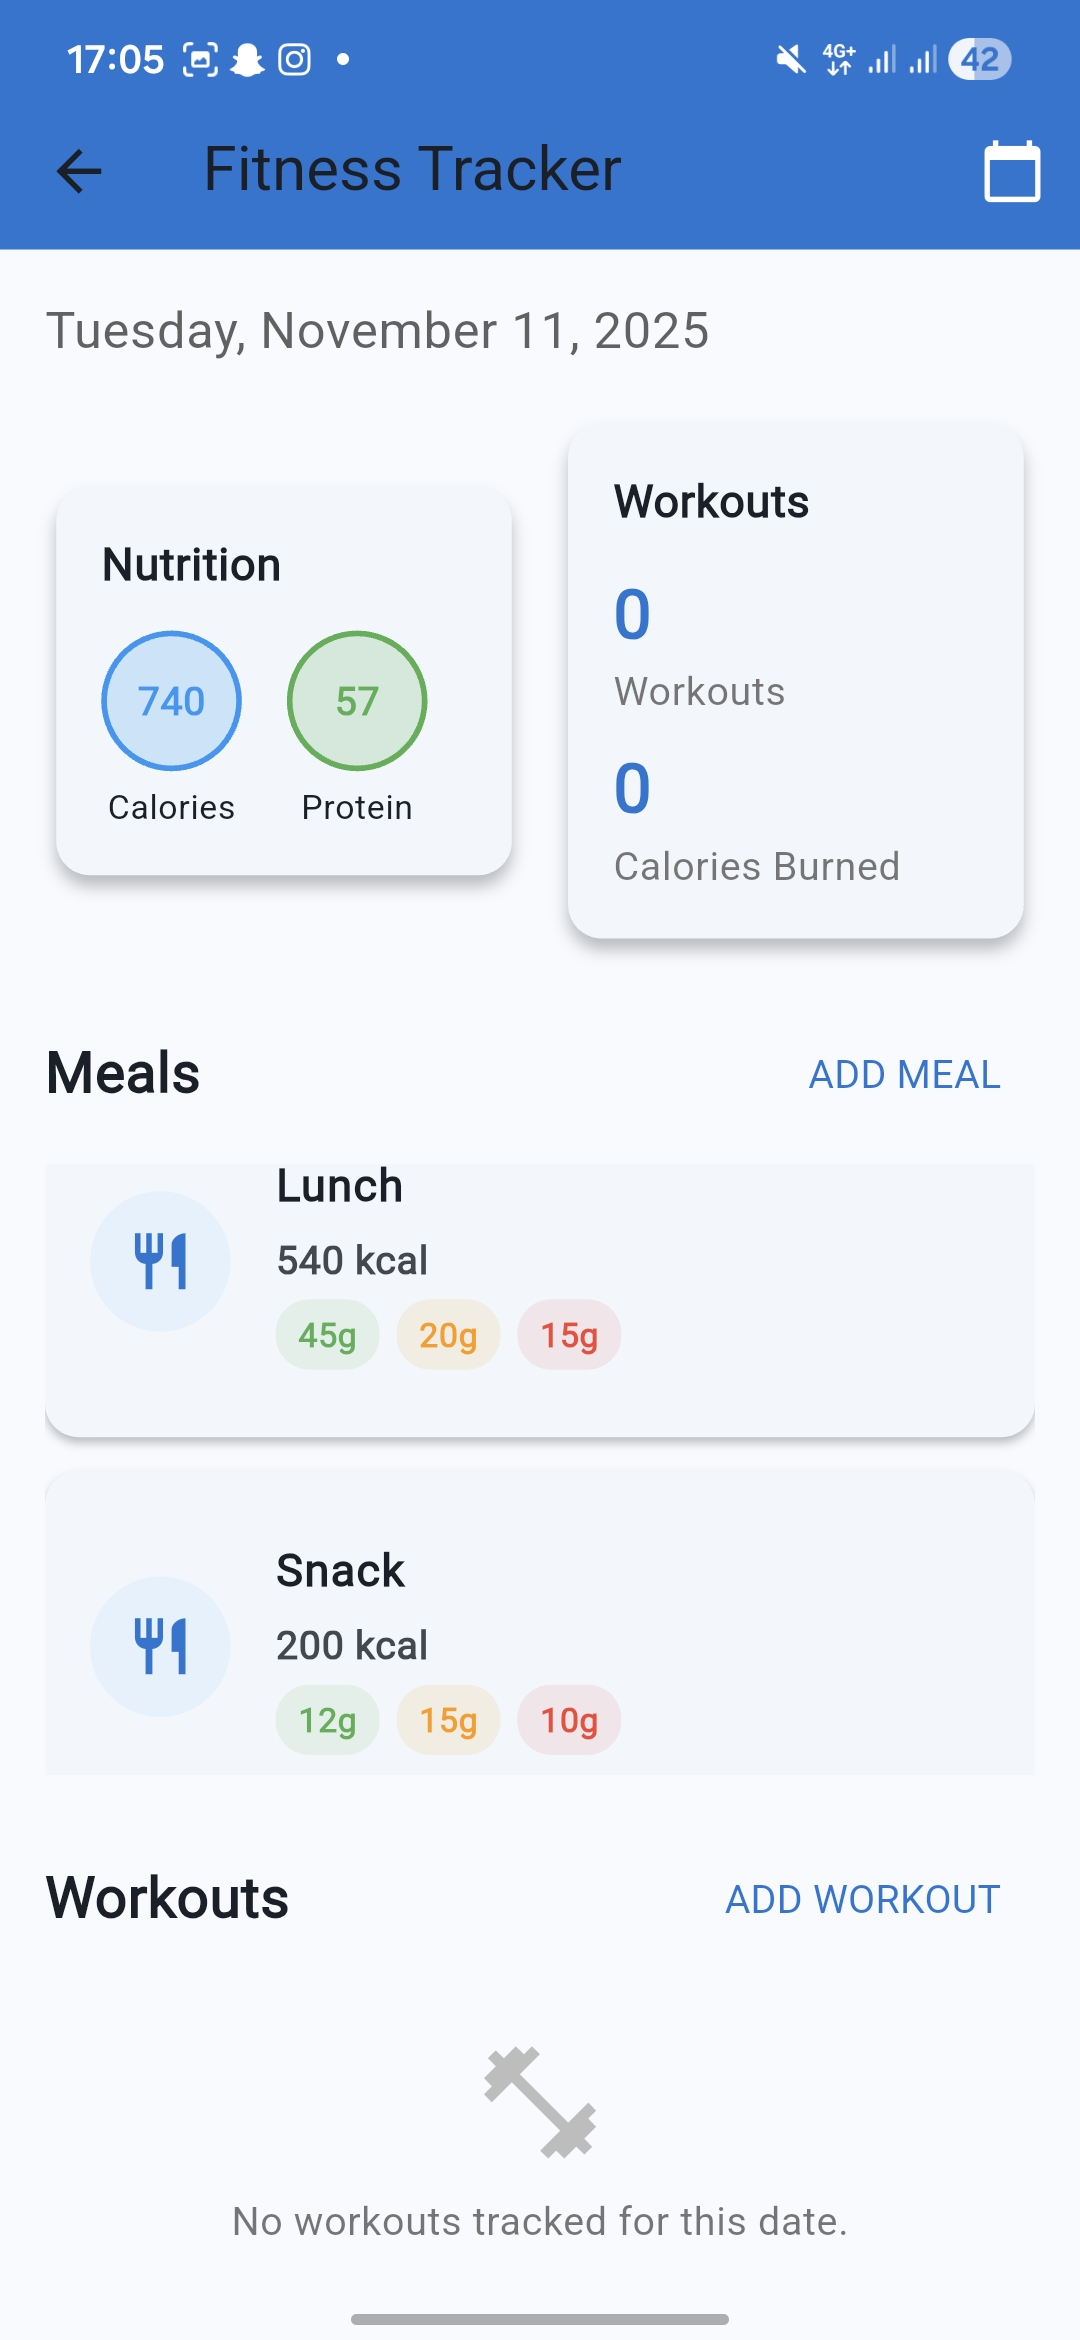 17:05
4G+
42
Fitness Tracker
Tuesday, November 11, 2025
Nutrition
740
57
Calories
Protein
Workouts
0
Workouts
0
Calories Burned
Meals
ADD MEAL
Lunch
540 kcal
45g
20g
15g
Snack
200 kcal
12g
15g
10g
Workouts
ADD WORKOUT
No workouts tracked for this date.